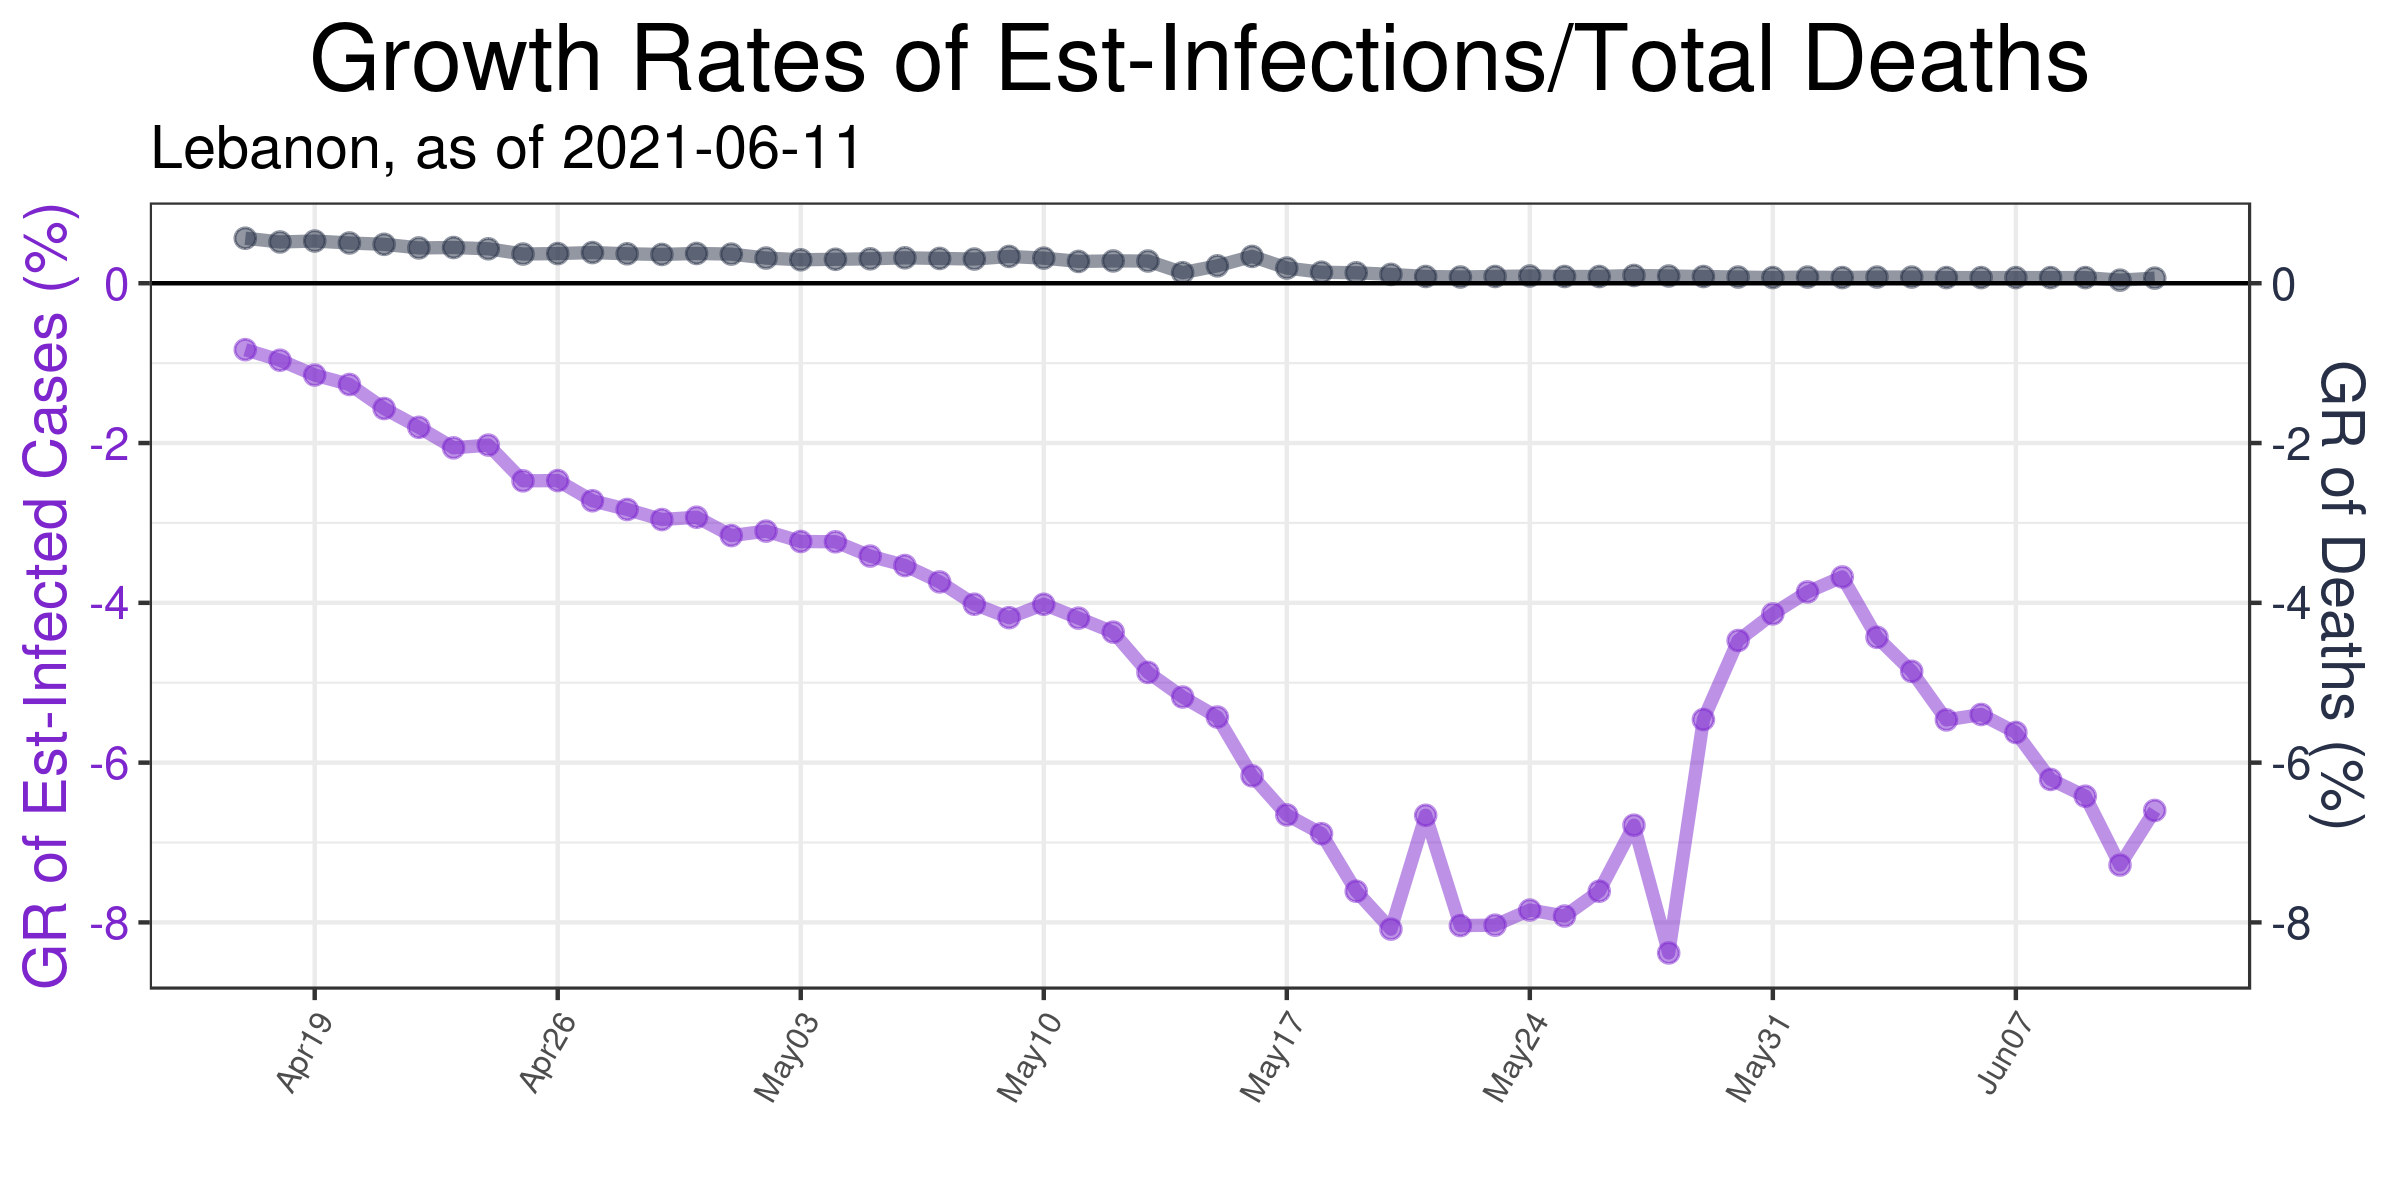 Growth Rates of Est-Infections/Total Deaths
Lebanon, as of 2021-06-11
GR of Est-Infected Cases (%)
0
-2
-4
-6
-8
0
-2
-4
-6
-8
GR of Deaths (%)
Apr19
Apr26
May03
May10
May17
May24
May31
Jun07